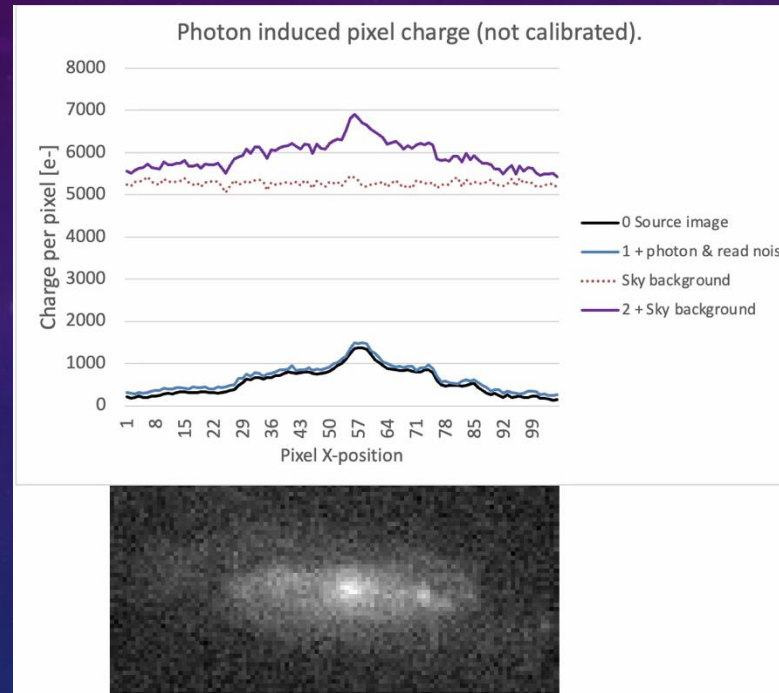 Photon induced pixel charge (not calibrated).
8000
7000
6000
5000
4000
3000
2000
1000
0
Charge per pixel [e-]
1 8 15 22 29 36 43 50 57 64 71 78 85 92 99
Pixel X-position
0 Source image
1 + photon & read nois
Sky background
2 + Sky background